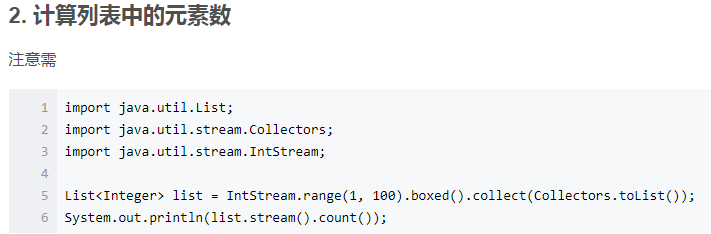 2. 计算列表中的元素数
注意需
1 import java.util.List;
2 import java.util.stream.Collectors;
3 import java.util.stream.IntStream;
4
5 List<Integer> list = IntStream.range(1, 100).boxed().collect(Collectors.toList());
6 System.out.println(list.stream().count());